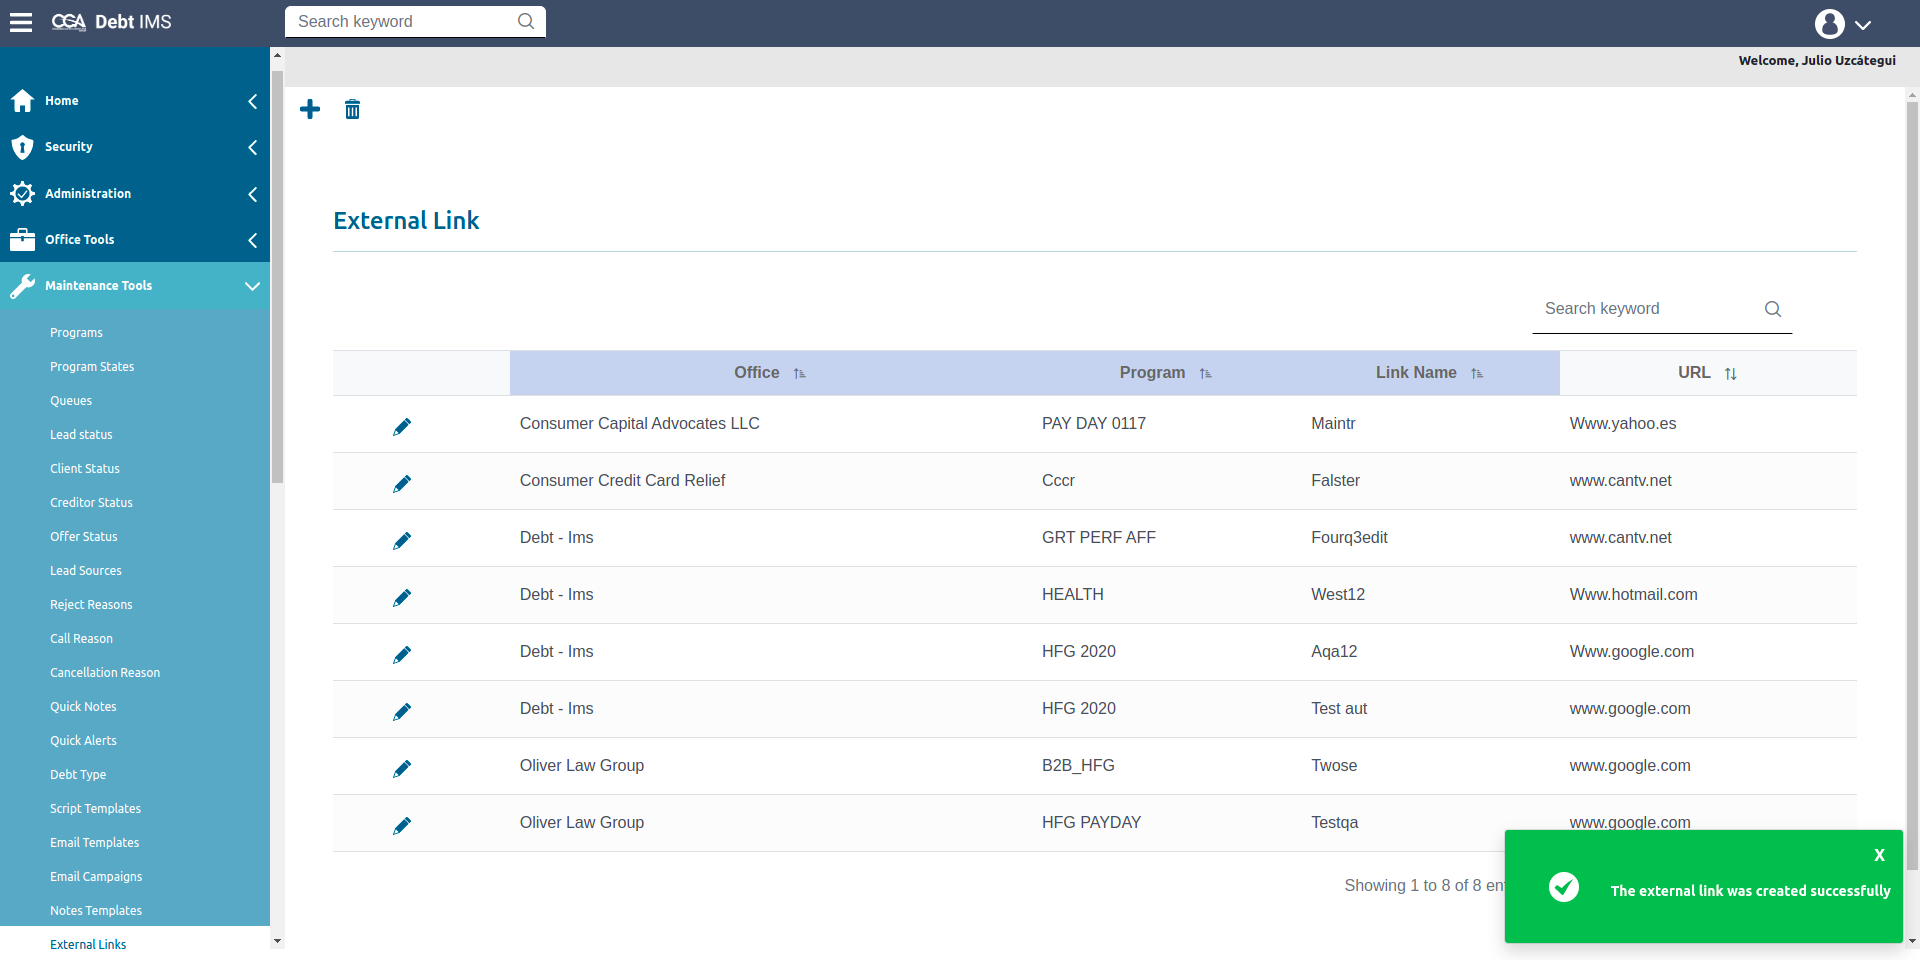 CGA Debt IMS
Search keyword
Welcome, Julio Uzcátegui
Home
Security
Administration
Office Tools
Maintenance Tools
Programs
Program States
Queues
Lead status
Client Status
Creditor Status
Offer Status
Lead Sources
Reject Reasons
Call Reason
Cancellation Reason
Quick Notes
Quick Alerts
Debt Type
Script Templates
Email Templates
Email Campaigns
Notes Templates
External Links
External Link
Search keyword
Office Program Link Name URL
Consumer Capital Advocates LLC PAY DAY 0117 Maintr Www.yahoo.es
Consumer Credit Card Relief Cccr Falster www.cantv.net
Debt - Ims GRT PERF AFF Fourq3edit www.cantv.net
Debt - Ims HEALTH West12 Www.hotmail.com
Debt - Ims HFG 2020 Aqa12 Www.google.com
Debt - Ims HFG 2020 Test aut www.google.com
Oliver Law Group B2B_HFG Twose www.google.com
Oliver Law Group HFG PAYDAY Testqa www.google.com
Showing 1 to 8 of 8
X
The external link was created successfully